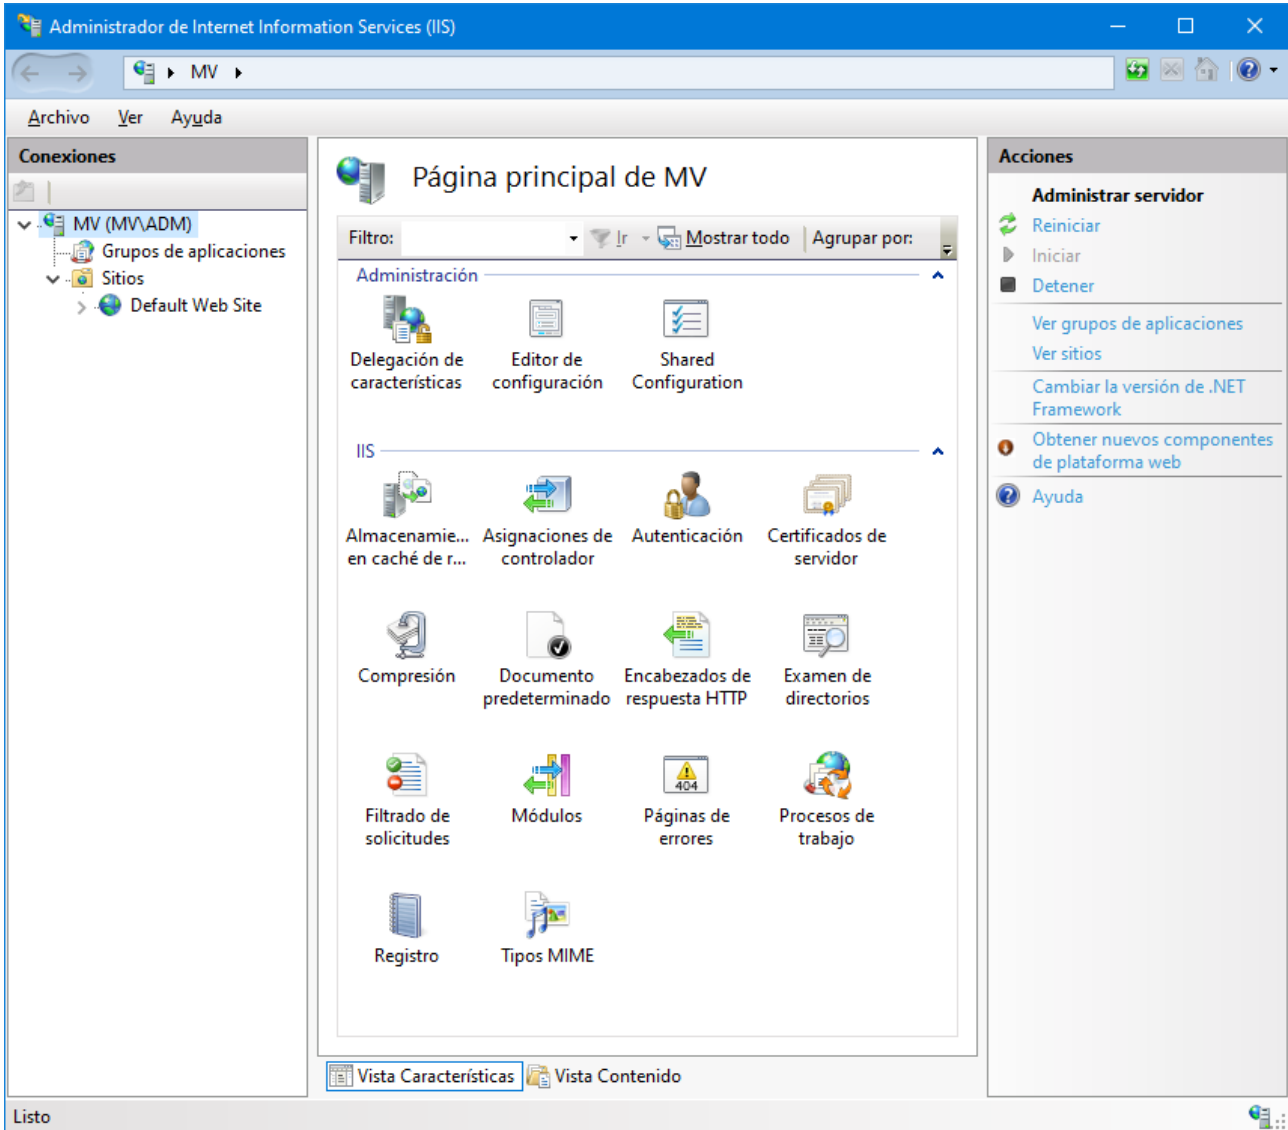 Administrador de Internet Information Services (IIS)
MV
Archivo Ver Ayuda
Conexiones
MV (MV\ADM)
Grupos de aplicaciones
Sitios
Default Web Site
Página principal de MV
Filtro: Ir Mostrar todo Agrupar por:
Administración
Delegación de características
Editor de configuración
Shared Configuration
IIS
Almacenamie... en caché de r...
Asignaciones de controlador
Autenticación
Certificados de servidor
Compresión
Documento predeterminado
Encabezados de respuesta HTTP
Examen de directorios
Filtrado de solicitudes
Módulos
404
Páginas de errores
Procesos de trabajo
Registro
Tipos MIME
Vista Características Vista Contenido
Acciones
Administrar servidor
Reiniciar
Iniciar
Detener
Ver grupos de aplicaciones
Ver sitios
Cambiar la versión de .NET
Framework
Obtener nuevos componentes
de plataforma web
Ayuda
Listo